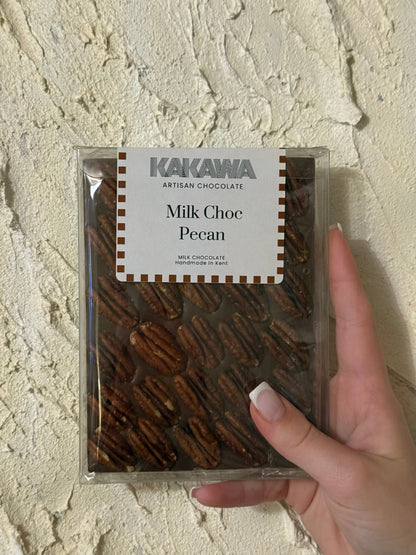 KAKAWA
ARTISAN CHOCOLATE
Milk Choc
Pecan
MILK CHOCOLATE
Handmade in Kent